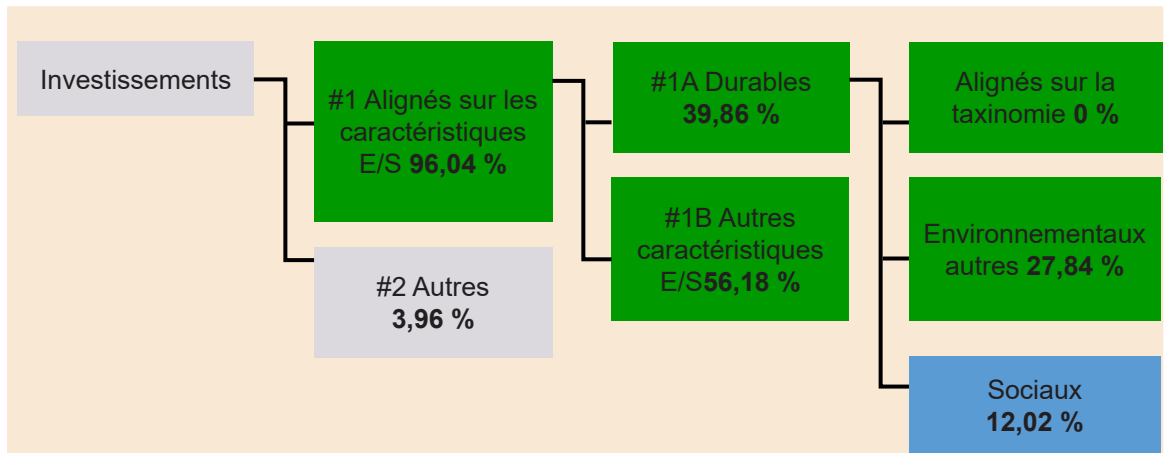 Investissements
#1 Alignés sur les
caractéristiques
E/S 96,04 %
#2 Autres
3,96 %
#1A Durables
39,86 %
#1B Autres
caractéristiques
E/S56,18 %
Alignés sur la
taxinomie 0 %
Environnementaux
autres 27,84 %
Sociaux
12,02 %